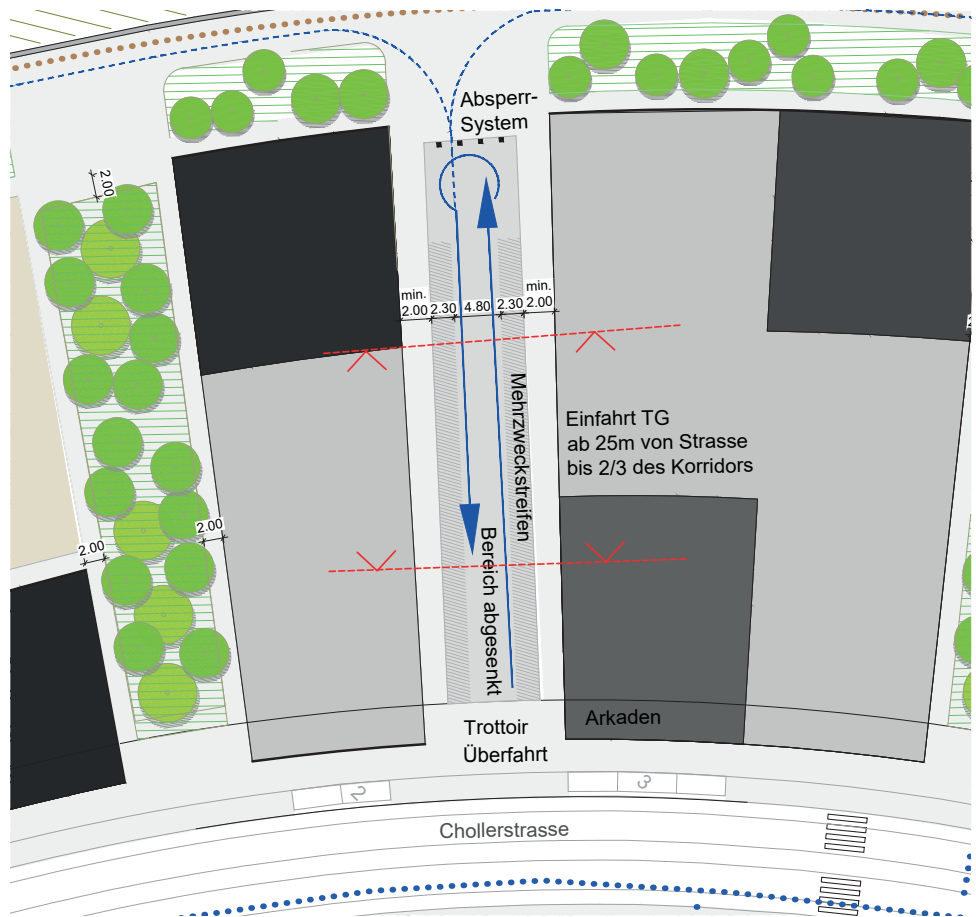 Absperr-
System
2.00
min.
2.00
2.30
4.80
2.30
min.
2.00
Mehrzweckstreifen
Einfahrt TG
ab 25m von Strasse
bis 2/3 des Korridors
2.00
2.00
Bereich abgesenkt
Arkaden
Trottoir
Überfahrt
2
3
Chollerstrasse